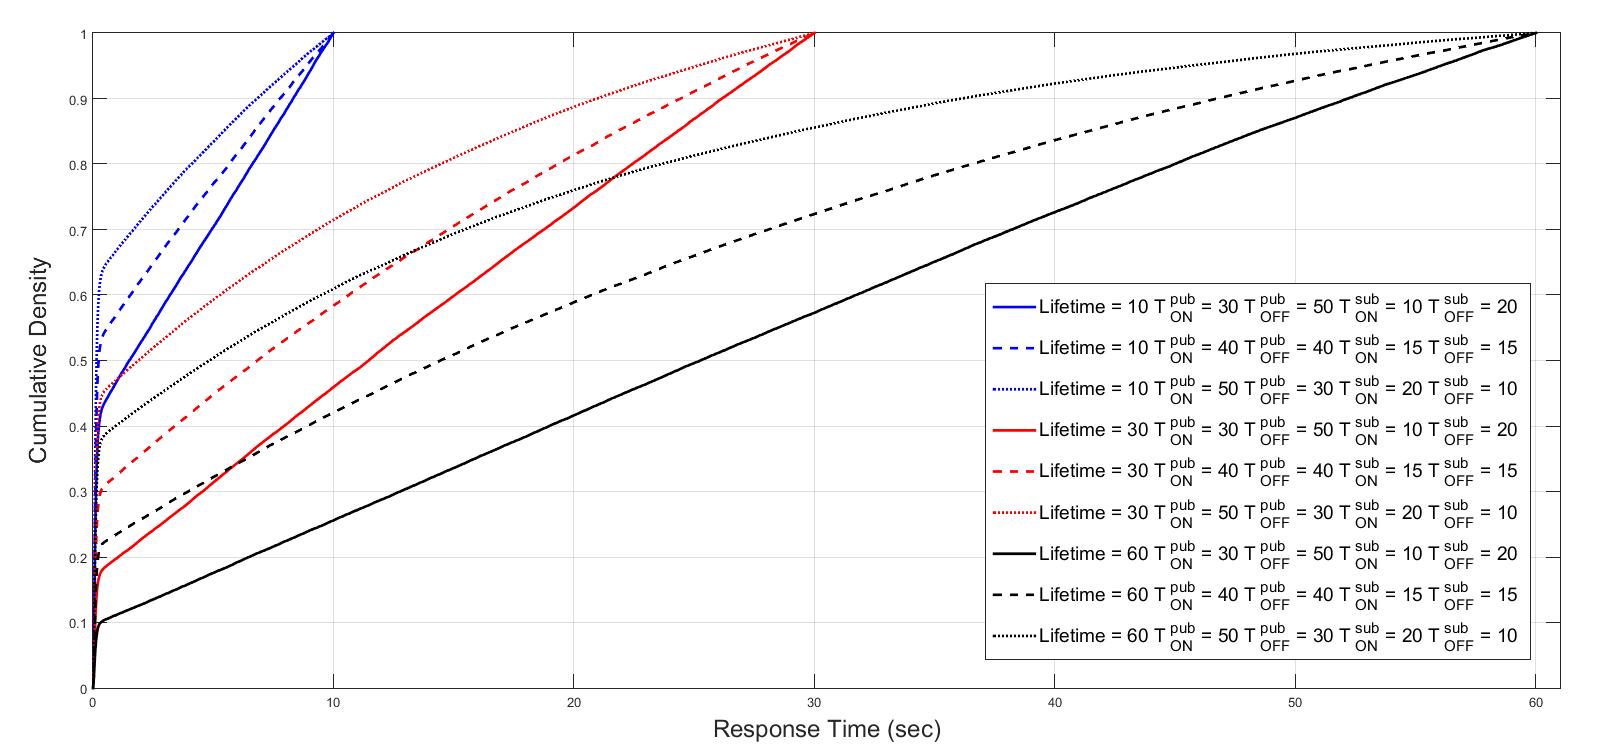 1
0.9
0.8
0.7
0.6
0.5
0.4
0.3
0.2
0.1
0
Cumulative Density
0 10 20 30 40 50 60
Response Time (sec)
Lifetime = 10 T pub ON = 30 T pub OFF = 50 T sub ON = 10 T sub OFF = 20
Lifetime = 10 T pub ON = 40 T pub OFF = 40 T sub ON = 15 T sub OFF = 15
Lifetime = 10 T pub ON = 50 T pub OFF = 30 T sub ON = 20 T sub OFF = 10
Lifetime = 30 T pub ON = 30 T pub OFF = 50 T sub ON = 10 T sub OFF = 20
Lifetime = 30 T pub ON = 40 T pub OFF = 40 T sub ON = 15 T sub OFF = 15
Lifetime = 30 T pub ON = 50 T pub OFF = 30 T sub ON = 20 T sub OFF = 10
Lifetime = 60 T pub ON = 30 T pub OFF = 50 T sub ON = 10 T sub OFF = 20
Lifetime = 60 T pub ON = 40 T pub OFF = 40 T sub ON = 15 T sub OFF = 15
Lifetime = 60 T pub ON = 50 T pub OFF = 30 T sub ON = 20 T sub OFF = 10